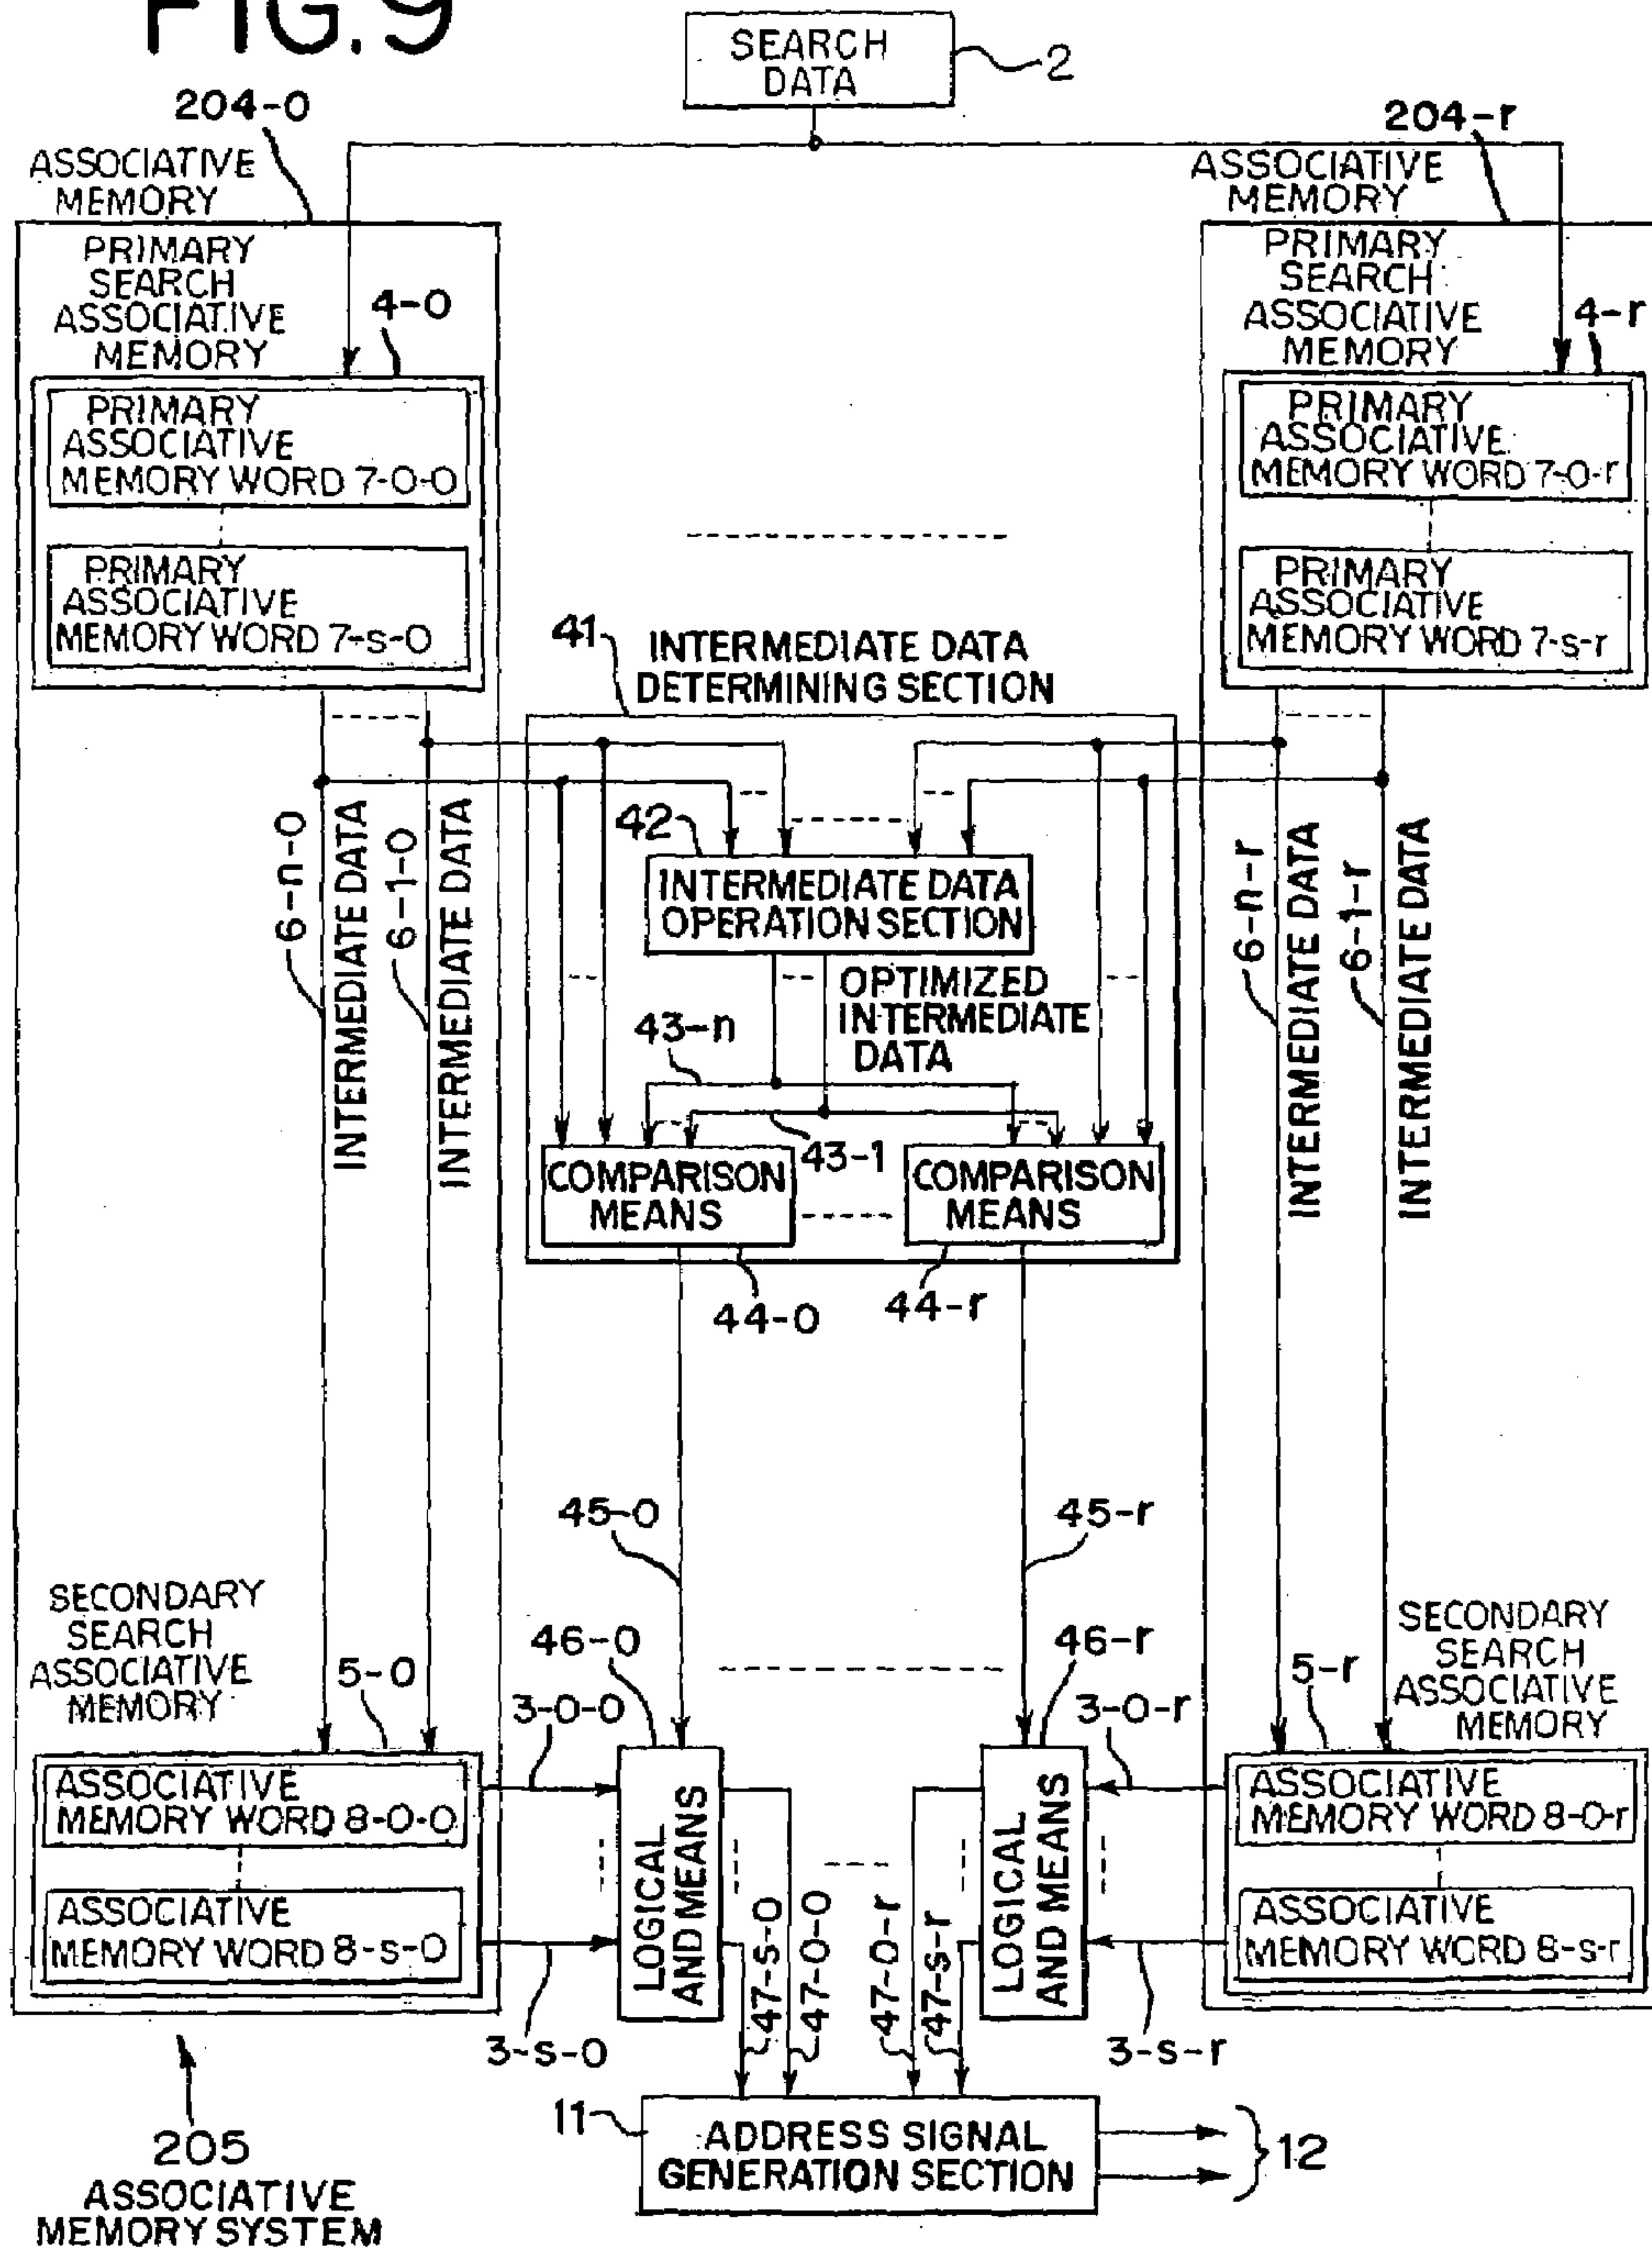 FIG.9
SEARCH
DATA
2
204-0
ASSOCIATIVE
MEMORY
204-r
ASSOCIATIVE
MEMORY
PRIMARY
SEARCH
ASSOCIATIVE
MEMORY
4-0
PRIMARY
SEARCH
ASSOCIATIVE
MEMORY
4-r
PRIMARY
ASSOCIATIVE
MEMORY WORD 7-0-0
PRIMARY
ASSOCIATIVE
MEMORY WORD 7-s-0
PRIMARY
ASSOCIATIVE
MEMORY WORD 7-0-r
PRIMARY
ASSOCIATIVE
MEMORY WORD 7-s-r
41
INTERMEDIATE DATA
DETERMINING SECTION
6-n-0
INTERMEDIATE DATA
6-1-0
INTERMEDIATE DATA
42
INTERMEDIATE DATA
OPERATION SECTION
OPTIMIZED
INTERMEDIATE
DATA
43-n
43-1
COMPARISON
MEANS
COMPARISON
MEANS
44-0
44-r
6-n-r
INTERMEDIATE DATA
6-1-r
INTERMEDIATE DATA
45-0
45-r
SECONDARY
SEARCH
ASSOCIATIVE
MEMORY
5-0
46-0
46-r
5-r
SECONDARY
SEARCH
ASSOCIATIVE
MEMORY
3-0-0
3-0-r
ASSOCIATIVE
MEMORY WORD 8-0-0
ASSOCIATIVE
MEMORY WORD 8-s-0
LOGICAL
AND MEANS
47-s-0
47-0-0
47-0-r
47-s-r
LOGICAL
AND MEANS
ASSOCIATIVE
MEMORY WORD 8-0-r
ASSOCIATIVE
MEMORY WORD 8-s-r
3-s-0
3-s-r
205
ASSOCIATIVE
MEMORY SYSTEM
11
ADDRESS SIGNAL
GENERATION SECTION
12